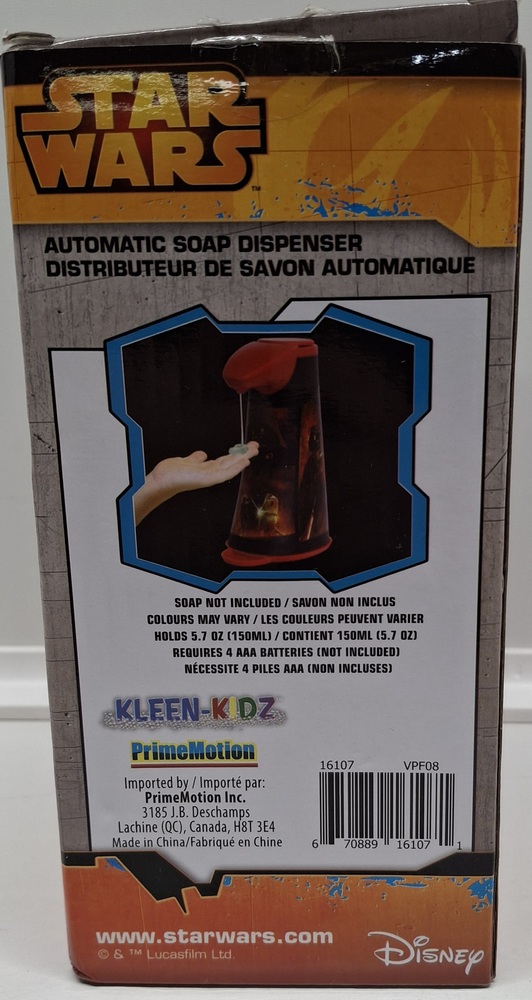 STAR
WARS™
AUTOMATIC SOAP DISPENSER
DISTRIBUTEUR DE SAVON AUTOMATIQUE
SOAP NOT INCLUDED / SAVON NON INCLUS
COLOURS MAY VARY / LES COULEURS PEUVENT VARIER
HOLDS 5.7 OZ (150ML) / CONTIENT 150ML (5.7 OZ)
REQUIRES 4 AAA BATTERIES (NOT INCLUDED)
NÉCESSITE 4 PILES AAA (NON INCLUSES)
KLEEN-KIDZ
PrimeMotion
Imported by / Importé par:
PrimeMotion Inc.
3185 J.B. Deschamps
Lachine (QC), Canada, H8T 3E4
Made in China/Fabriqué en Chine
16107 VPF08
6 70889 16107 1
www.starwars.com
© & ™ Lucasfilm Ltd.
Disney